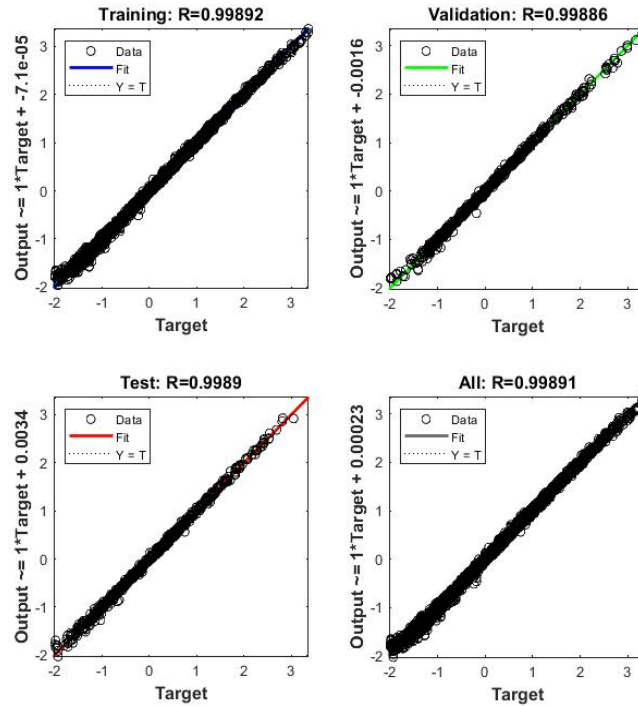 Training: R=0.99892
Data
Fit
Y = T
Output ~= 1*Target + -7.1e-05
3
2
1
0
-1
-2
-2 -1 0 1 2 3
Target
Validation: R=0.99886
Data
Fit
Y = T
Output ~= 1*Target + -0.0016
3
2
1
0
-1
-2
-2 -1 0 1 2 3
Target
Test: R=0.9989
Data
Fit
Y = T
Output ~= 1*Target + 0.0034
3
2
1
0
-1
-2
-2 -1 0 1 2 3
Target
All: R=0.99891
Data
Fit
Y = T
Output ~= 1*Target + 0.00023
3
2
1
0
-1
-2
-2 -1 0 1 2 3
Target